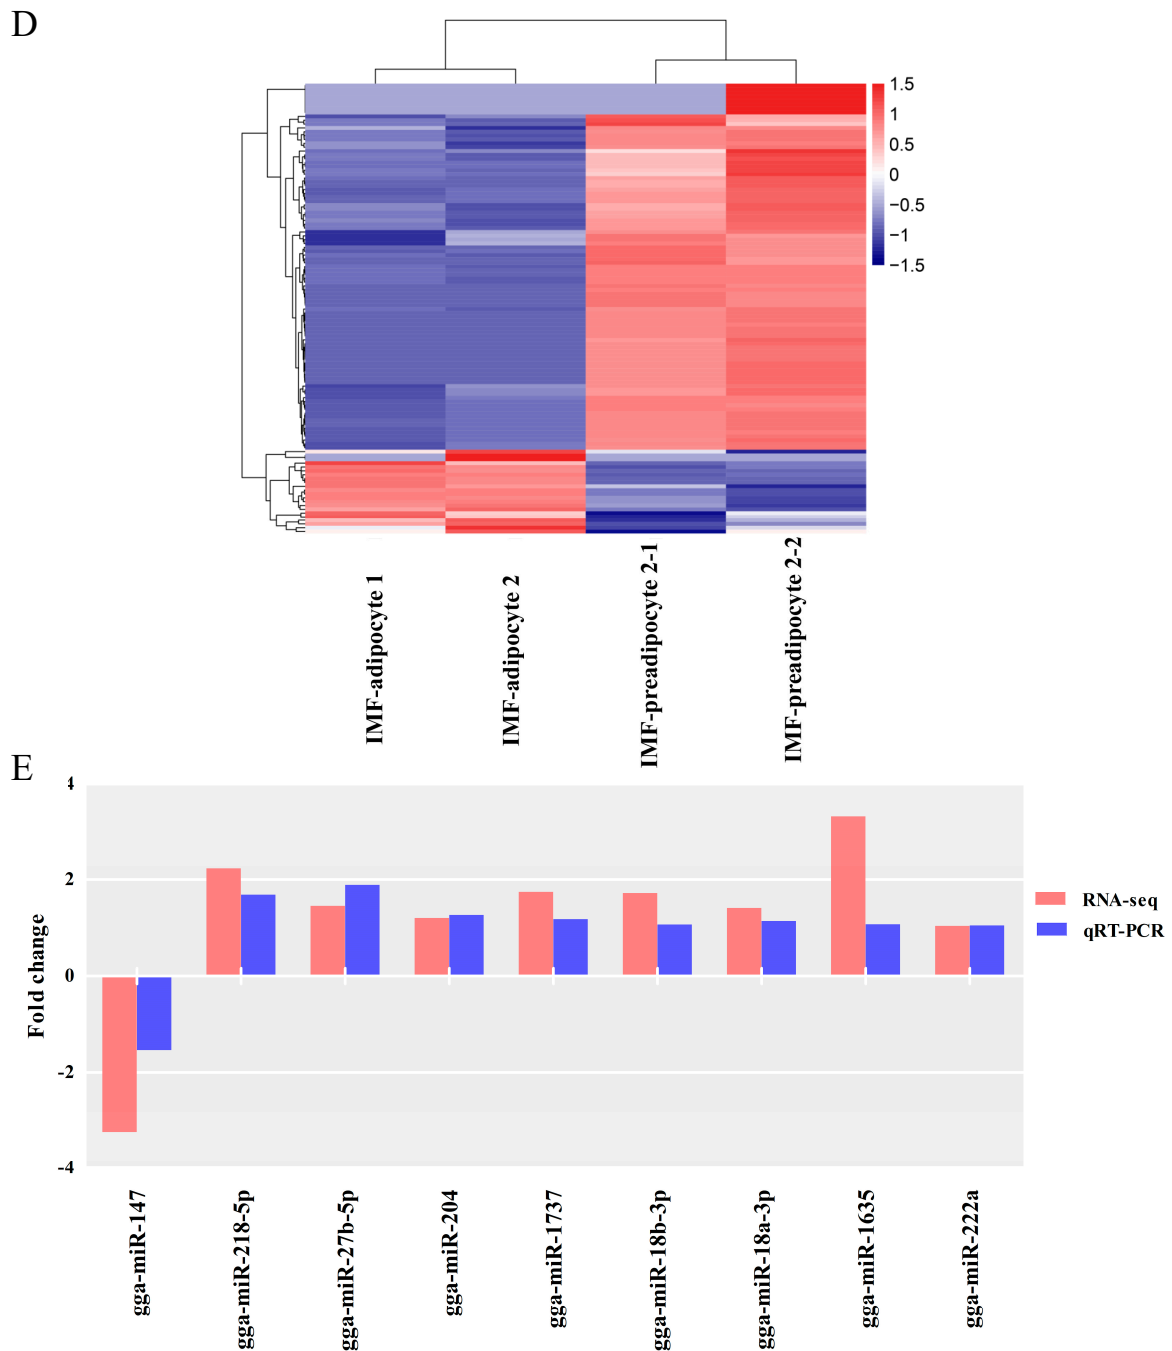 D
1.5
1
0.5
0
−0.5
−1
−1.5
IMF-adipocyte 1
IMF-adipocyte 2
IMF-preadipocyte 2-1
IMF-preadipocyte 2-2
E
4
2
0
-2
-4
Fold change
RNA-seq
qRT-PCR
gga-miR-147
gga-miR-218-5p
gga-miR-27b-5p
gga-miR-204
gga-miR-1737
gga-miR-18b-3p
gga-miR-18a-3p
gga-miR-1635
gga-miR-222a